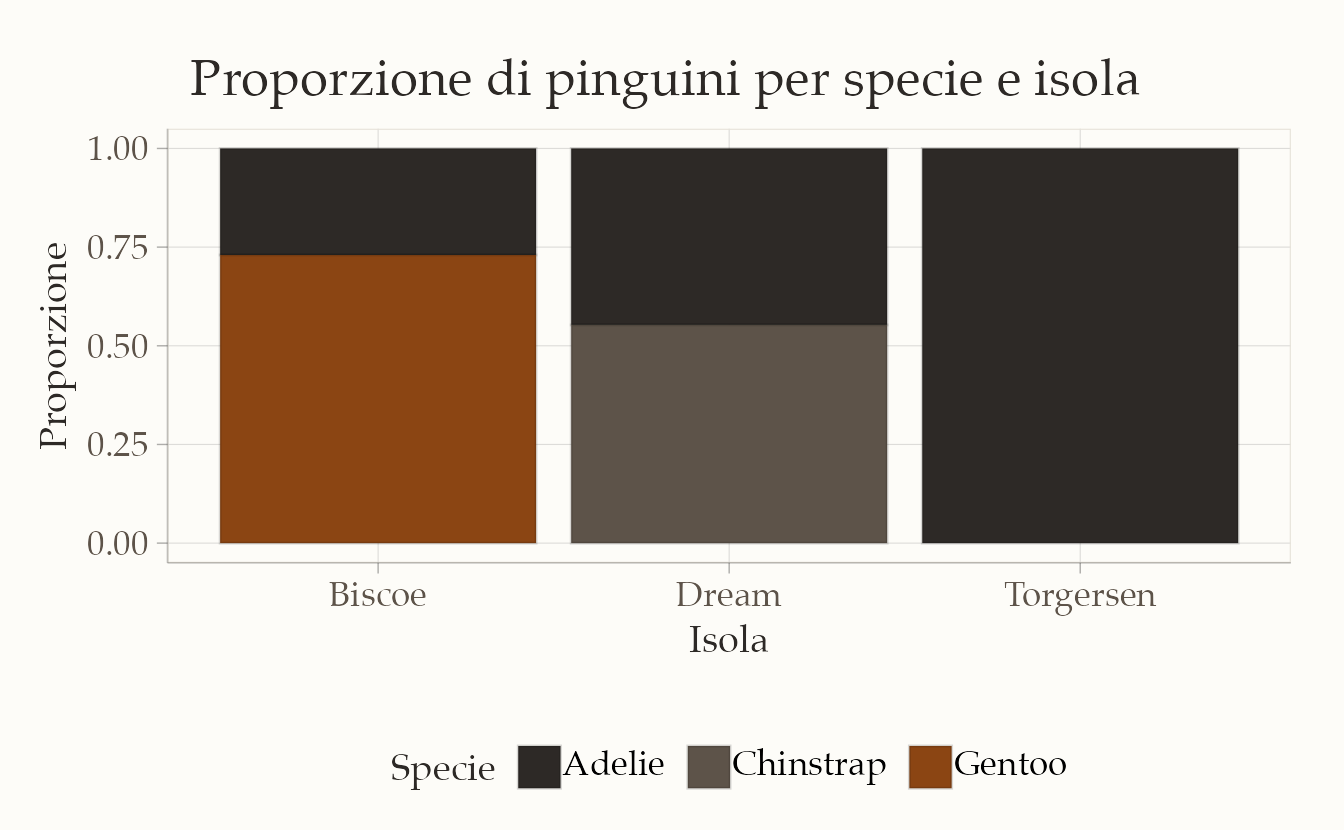 Proporzione di pinguini per specie e isola
Proporzione
1.00
0.75
0.50
0.25
0.00
Biscoe Dream Torgersen
Isola
Specie Adelie Chinstrap Gentoo